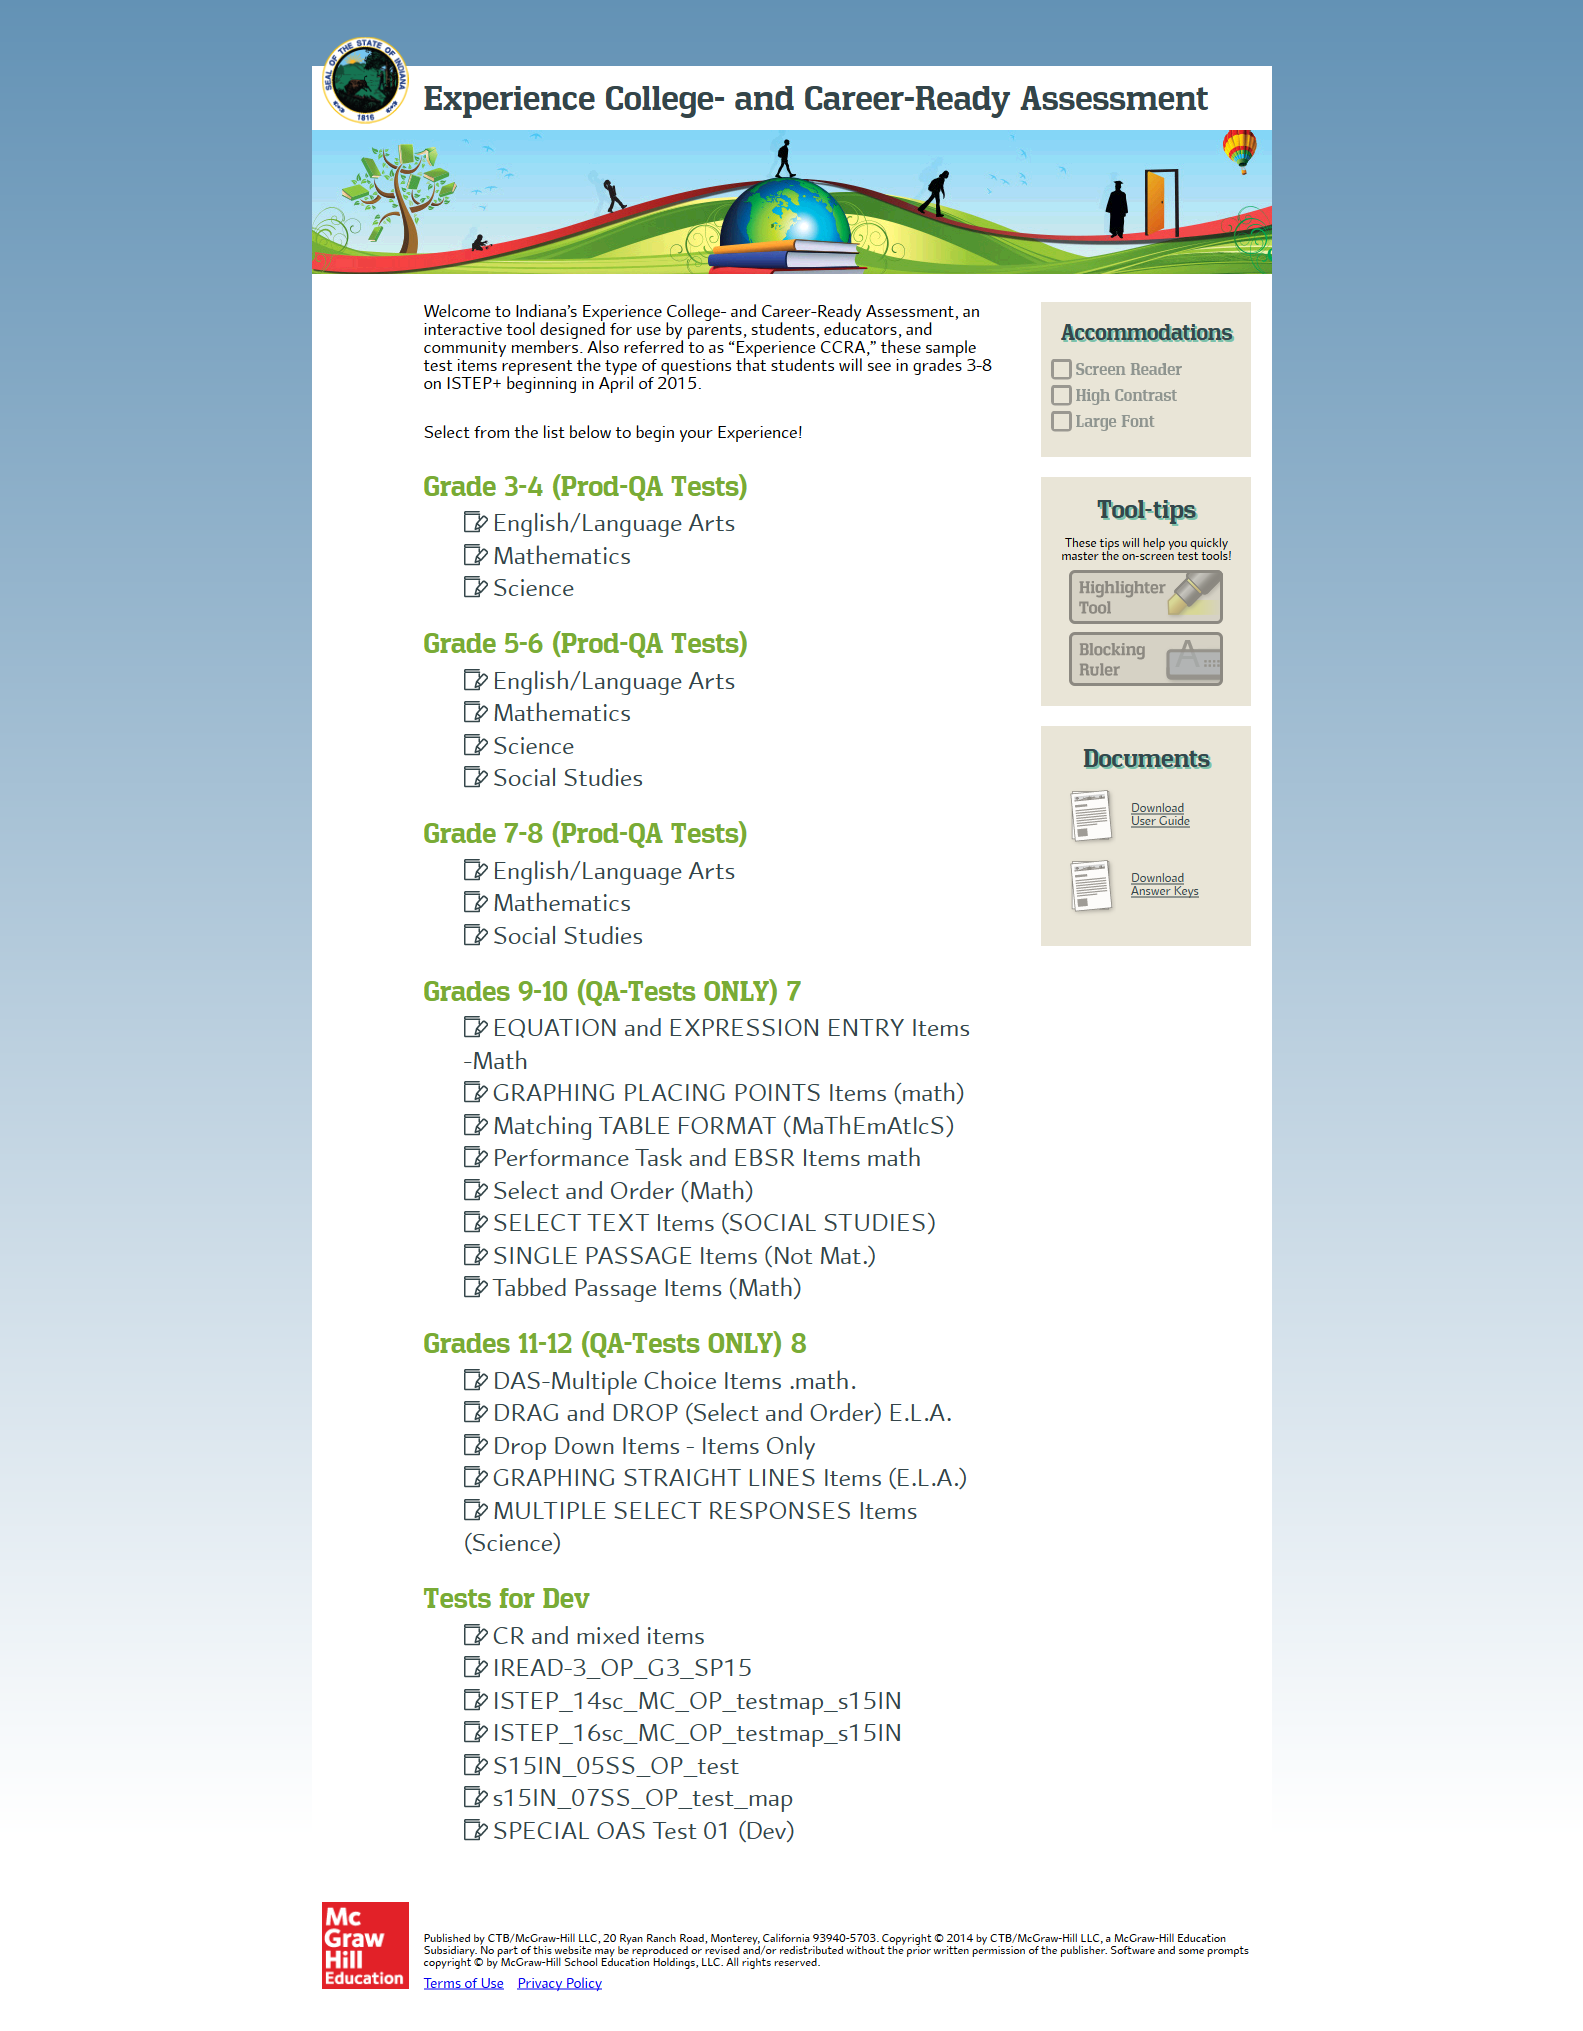 SEAL OF THE STATE OF INDIANA
1816
Experience College- and Career-Ready Assessment
Welcome to Indiana’s Experience College- and Career-Ready Assessment, an
interactive tool designed for use by parents, students, educators, and
community members. Also referred to as “Experience CCRA,” these sample
test items represent the type of questions that students will see in grades 3-8
on ISTEP+ beginning in April of 2015.
Select from the list below to begin your Experience!
Grade 3-4 (Prod-QA Tests)
English/Language Arts
Mathematics
Science
Grade 5-6 (Prod-QA Tests)
English/Language Arts
Mathematics
Science
Social Studies
Grade 7-8 (Prod-QA Tests)
English/Language Arts
Mathematics
Social Studies
Grades 9-10 (QA-Tests ONLY) 7
EQUATION and EXPRESSION ENTRY Items
-Math
GRAPHING PLACING POINTS Items (math)
Matching TABLE FORMAT (MaThEmAtIcS)
Performance Task and EBSR Items math
Select and Order (Math)
SELECT TEXT Items (SOCIAL STUDIES)
SINGLE PASSAGE Items (Not Mat.)
Tabbed Passage Items (Math)
Grades 11-12 (QA-Tests ONLY) 8
DAS-Multiple Choice Items .math.
DRAG and DROP (Select and Order) E.L.A.
Drop Down Items - Items Only
GRAPHING STRAIGHT LINES Items (E.L.A.)
MULTIPLE SELECT RESPONSES Items
(Science)
Tests for Dev
CR and mixed items
IREAD-3_OP_G3_SP15
ISTEP_14sc_MC_OP_testmap_s15IN
ISTEP_16sc_MC_OP_testmap_s15IN
S15IN_05SS_OP_test
s15IN_07SS_OP_test_map
SPECIAL OAS Test 01 (Dev)
Accommodations
Screen Reader
High Contrast
Large Font
Tool-tips
These tips will help you quickly
master the on-screen test tools!
Highlighter
Tool
Blocking
Ruler
A
Documents
Download
User Guide
Download
Answer Keys
Mc
Graw
Hill
Education
Published by CTB/McGraw-Hill LLC, 20 Ryan Ranch Road, Monterey, California 93940-5703. Copyright © 2014 by CTB/McGraw-Hill LLC, a McGraw-Hill Education
Subsidiary. No part of this website may be reproduced or revised and/or redistributed without the prior written permission of the publisher. Software and some prompts
copyright © by McGraw-Hill School Education Holdings, LLC. All rights reserved.
Terms of Use Privacy Policy